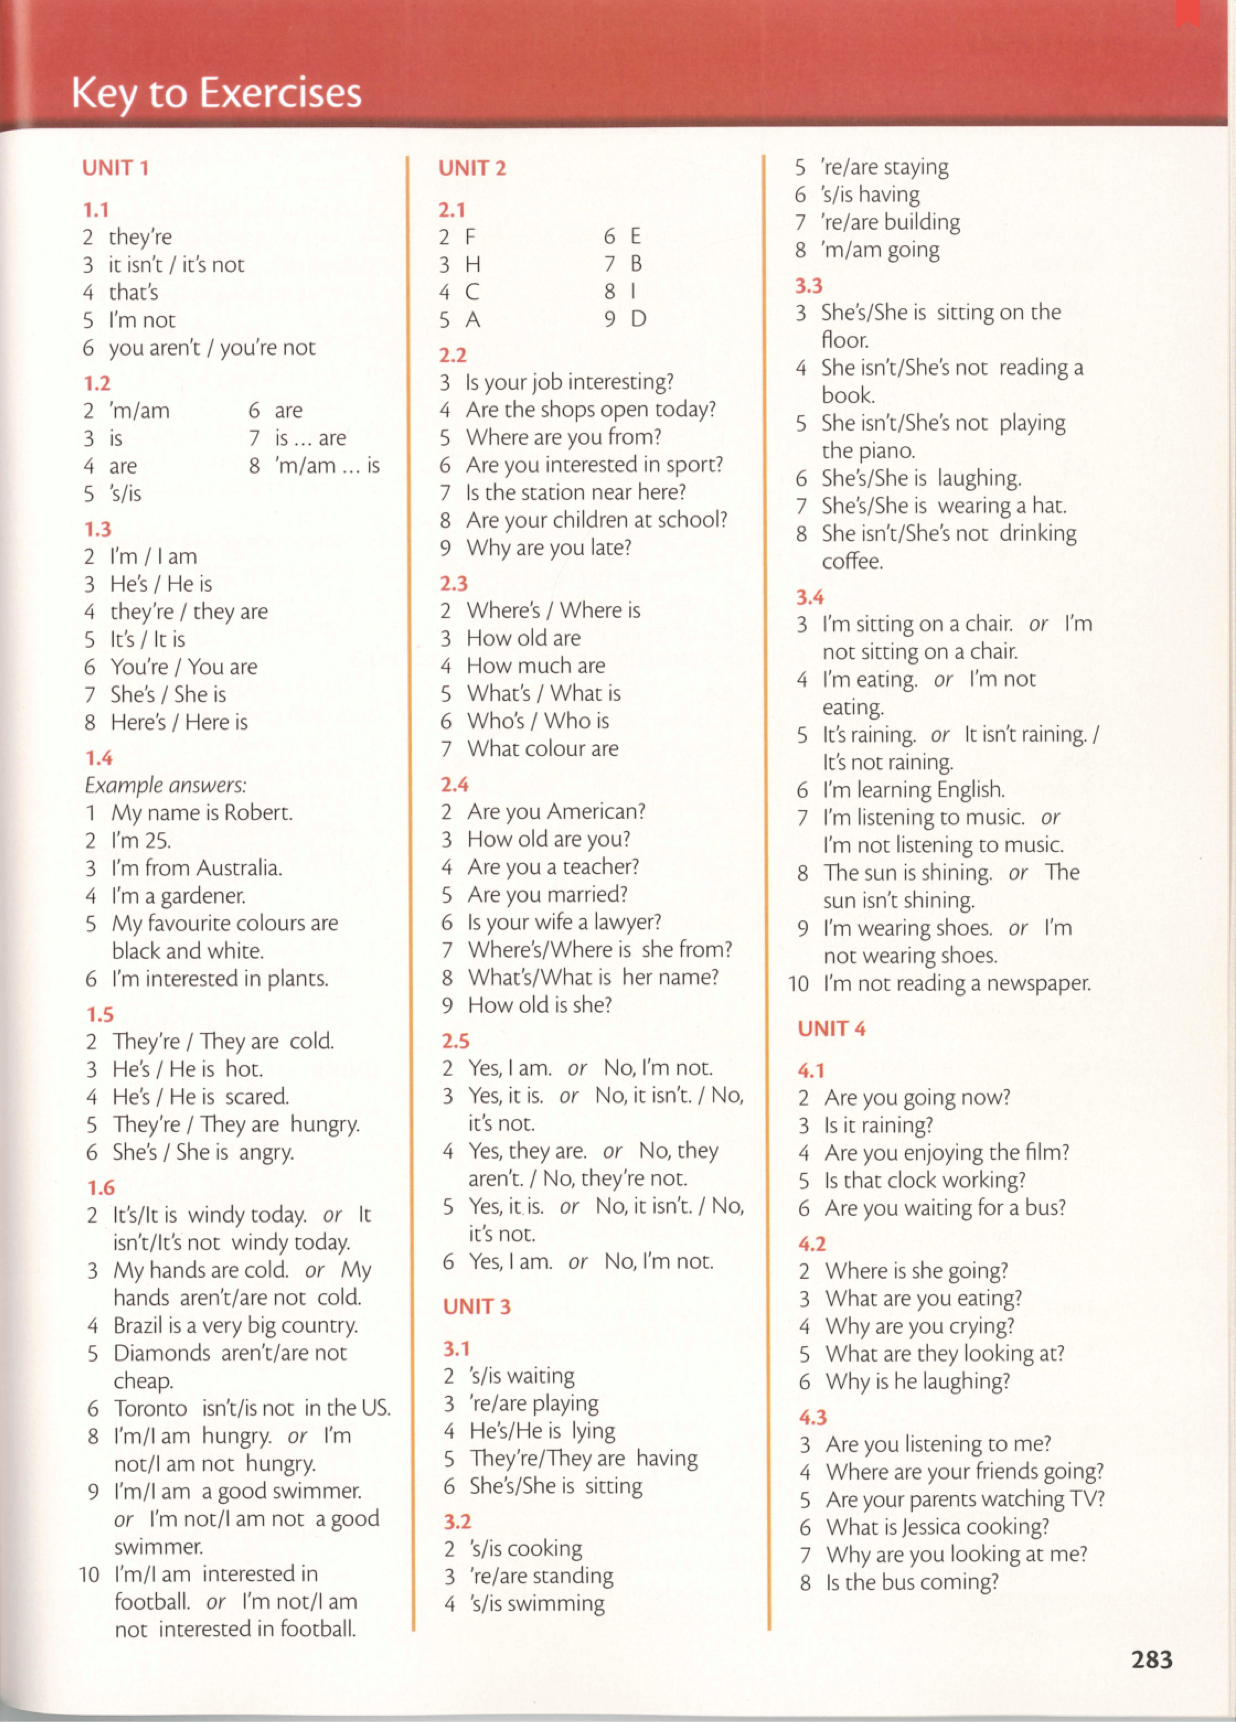 Key to Exercises
UNIT 1
1.1
2 they're
3 it isn't / it's not
4 that's
5 I'm not
6 you aren't / you're not
1.2
2 'm/am
3 is
4 are
5 's/is
6 are
7 is ... are
8 'm/am ... is
1.3
2 I'm / I am
3 He's / He is
4 they're / they are
5 It's / It is
6 You're / You are
7 She's / She is
8 Here's / Here is
1.4
Example answers:
1 My name is Robert.
2 I'm 25.
3 I'm from Australia.
4 I'm a gardener.
5 My favourite colours are
black and white.
6 I'm interested in plants.
1.5
2 They're / They are cold.
3 He's / He is hot.
4 He's / He is scared.
5 They're / They are hungry.
6 She's / She is angry.
1.6
2 It's/It is windy today. or It
isn't/It's not windy today.
3 My hands are cold. or My
hands aren't/are not cold.
4 Brazil is a very big country.
5 Diamonds aren't/are not
cheap.
6 Toronto isn't/is not in the US.
8 I'm/I am hungry. or I'm
not/I am not hungry.
9 I'm/I am a good swimmer.
or I'm not/I am not a good
swimmer.
10 I'm/I am interested in
football. or I'm not/I am
not interested in football.
UNIT 2
2.1
2 F
3 H
4 C
5 A
6 E
7 B
8 I
9 D
2.2
3 Is your job interesting?
4 Are the shops open today?
5 Where are you from?
6 Are you interested in sport?
7 Is the station near here?
8 Are your children at school?
9 Why are you late?
2.3
2 Where's / Where is
3 How old are
4 How much are
5 What's / What is
6 Who's / Who is
7 What colour are
2.4
2 Are you American?
3 How old are you?
4 Are you a teacher?
5 Are you married?
6 Is your wife a lawyer?
7 Where's/Where is she from?
8 What's/What is her name?
9 How old is she?
2.5
2 Yes, I am. or No, I'm not.
3 Yes, it is. or No, it isn't. / No,
it's not.
4 Yes, they are. or No, they
aren't. / No, they're not.
5 Yes, it is. or No, it isn't. / No,
it's not.
6 Yes, I am. or No, I'm not.
UNIT 3
3.1
2 's/is waiting
3 're/are playing
4 He's/He is lying
5 They're/They are having
6 She's/She is sitting
3.2
2 's/is cooking
3 're/are standing
4 's/is swimming
5 're/are staying
6 's/is having
7 're/are building
8 'm/am going
3.3
3 She's/She is sitting on the
floor.
4 She isn't/She's not reading a
book.
5 She isn't/She's not playing
the piano.
6 She's/She is laughing.
7 She's/She is wearing a hat.
8 She isn't/She's not drinking
coffee.
3.4
3 I'm sitting on a chair. or I'm
not sitting on a chair.
4 I'm eating. or I'm not
eating.
5 It's raining. or It isn't raining. /
It's not raining.
6 I'm learning English.
7 I'm listening to music. or
I'm not listening to music.
8 The sun is shining. or The
sun isn't shining.
9 I'm wearing shoes. or I'm
not wearing shoes.
10 I'm not reading a newspaper.
UNIT 4
4.1
2 Are you going now?
3 Is it raining?
4 Are you enjoying the film?
5 Is that clock working?
6 Are you waiting for a bus?
4.2
2 Where is she going?
3 What are you eating?
4 Why are you crying?
5 What are they looking at?
6 Why is he laughing?
4.3
3 Are you listening to me?
4 Where are your friends going?
5 Are your parents watching TV?
6 What is Jessica cooking?
7 Why are you looking at me?
8 Is the bus coming?
283